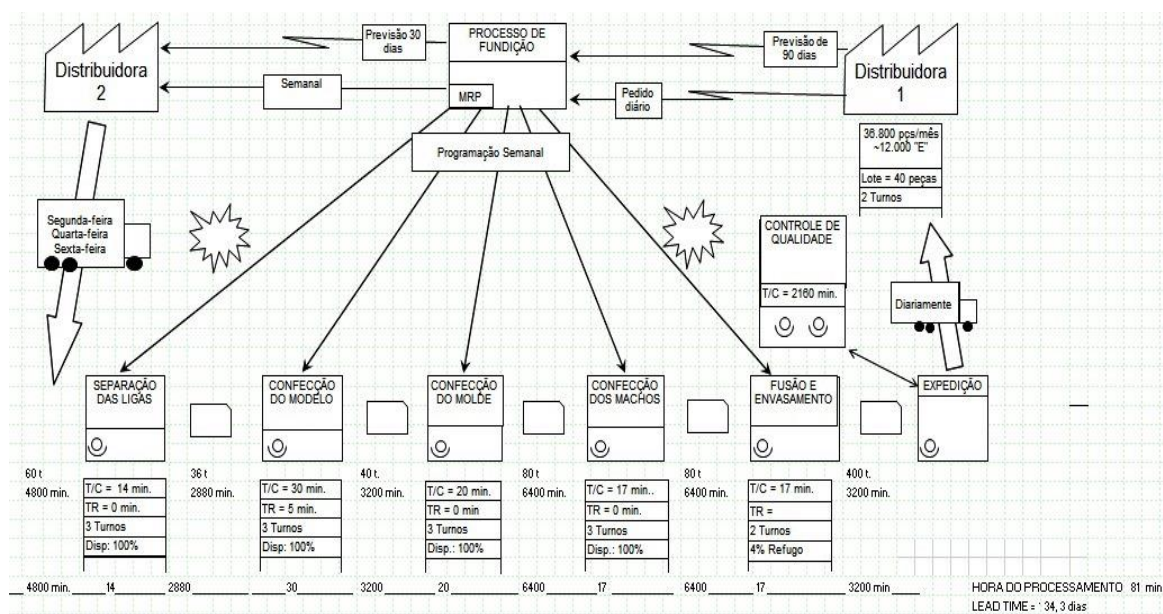 Previsão 30
dias
PROCESSO DE
FUNDIÇÃO
Previsão de
90 dias
Distribuidora
2
Semanal
MRP
Pedido
diário
Distribuidora
1
Programação Semanal
36.800 pçs/mês
~12.000 "E"
Lote = 40 peças
2 Turnos
Segunda-feira
Quarta-feira
Sexta-feira
CONTROLE DE
QUALIDADE
T/C = 2160 min.
Diariamente
SEPARAÇÃO
DAS LIGAS
CONFECÇÃO
DO MODELO
CONFECÇÃO
DO MOLDE
CONFECÇÃO
DOS MACHOS
FUSÃO E
ENVASAMENTO
EXPEDIÇÃO
60 t.
4800 min.
36 t
2880 min.
40 t.
3200 min.
80 t
6400 min.
80 t
6400 min.
400 t.
3200 min.
T/C = 14 min.
TR = 0 min.
3 Turnos
Disp: 100%
T/C = 30 min.
TR = 5 min.
3 Turnos
Disp: 100%
T/C = 20 min.
TR = 0 min
3 Turnos
Disp.: 100%
T/C = 17 min..
TR = 0 min.
3 Turnos
Disp.: 100%
T/C = 17 min.
TR =
2 Turnos
4% Refugo
4800 min. 14 2880 30 3200 20 6400 17 6400 17 3200 min
HORA DO PROCESSAMENTO 81 min
LEAD TIME = ' 34, 3 dias